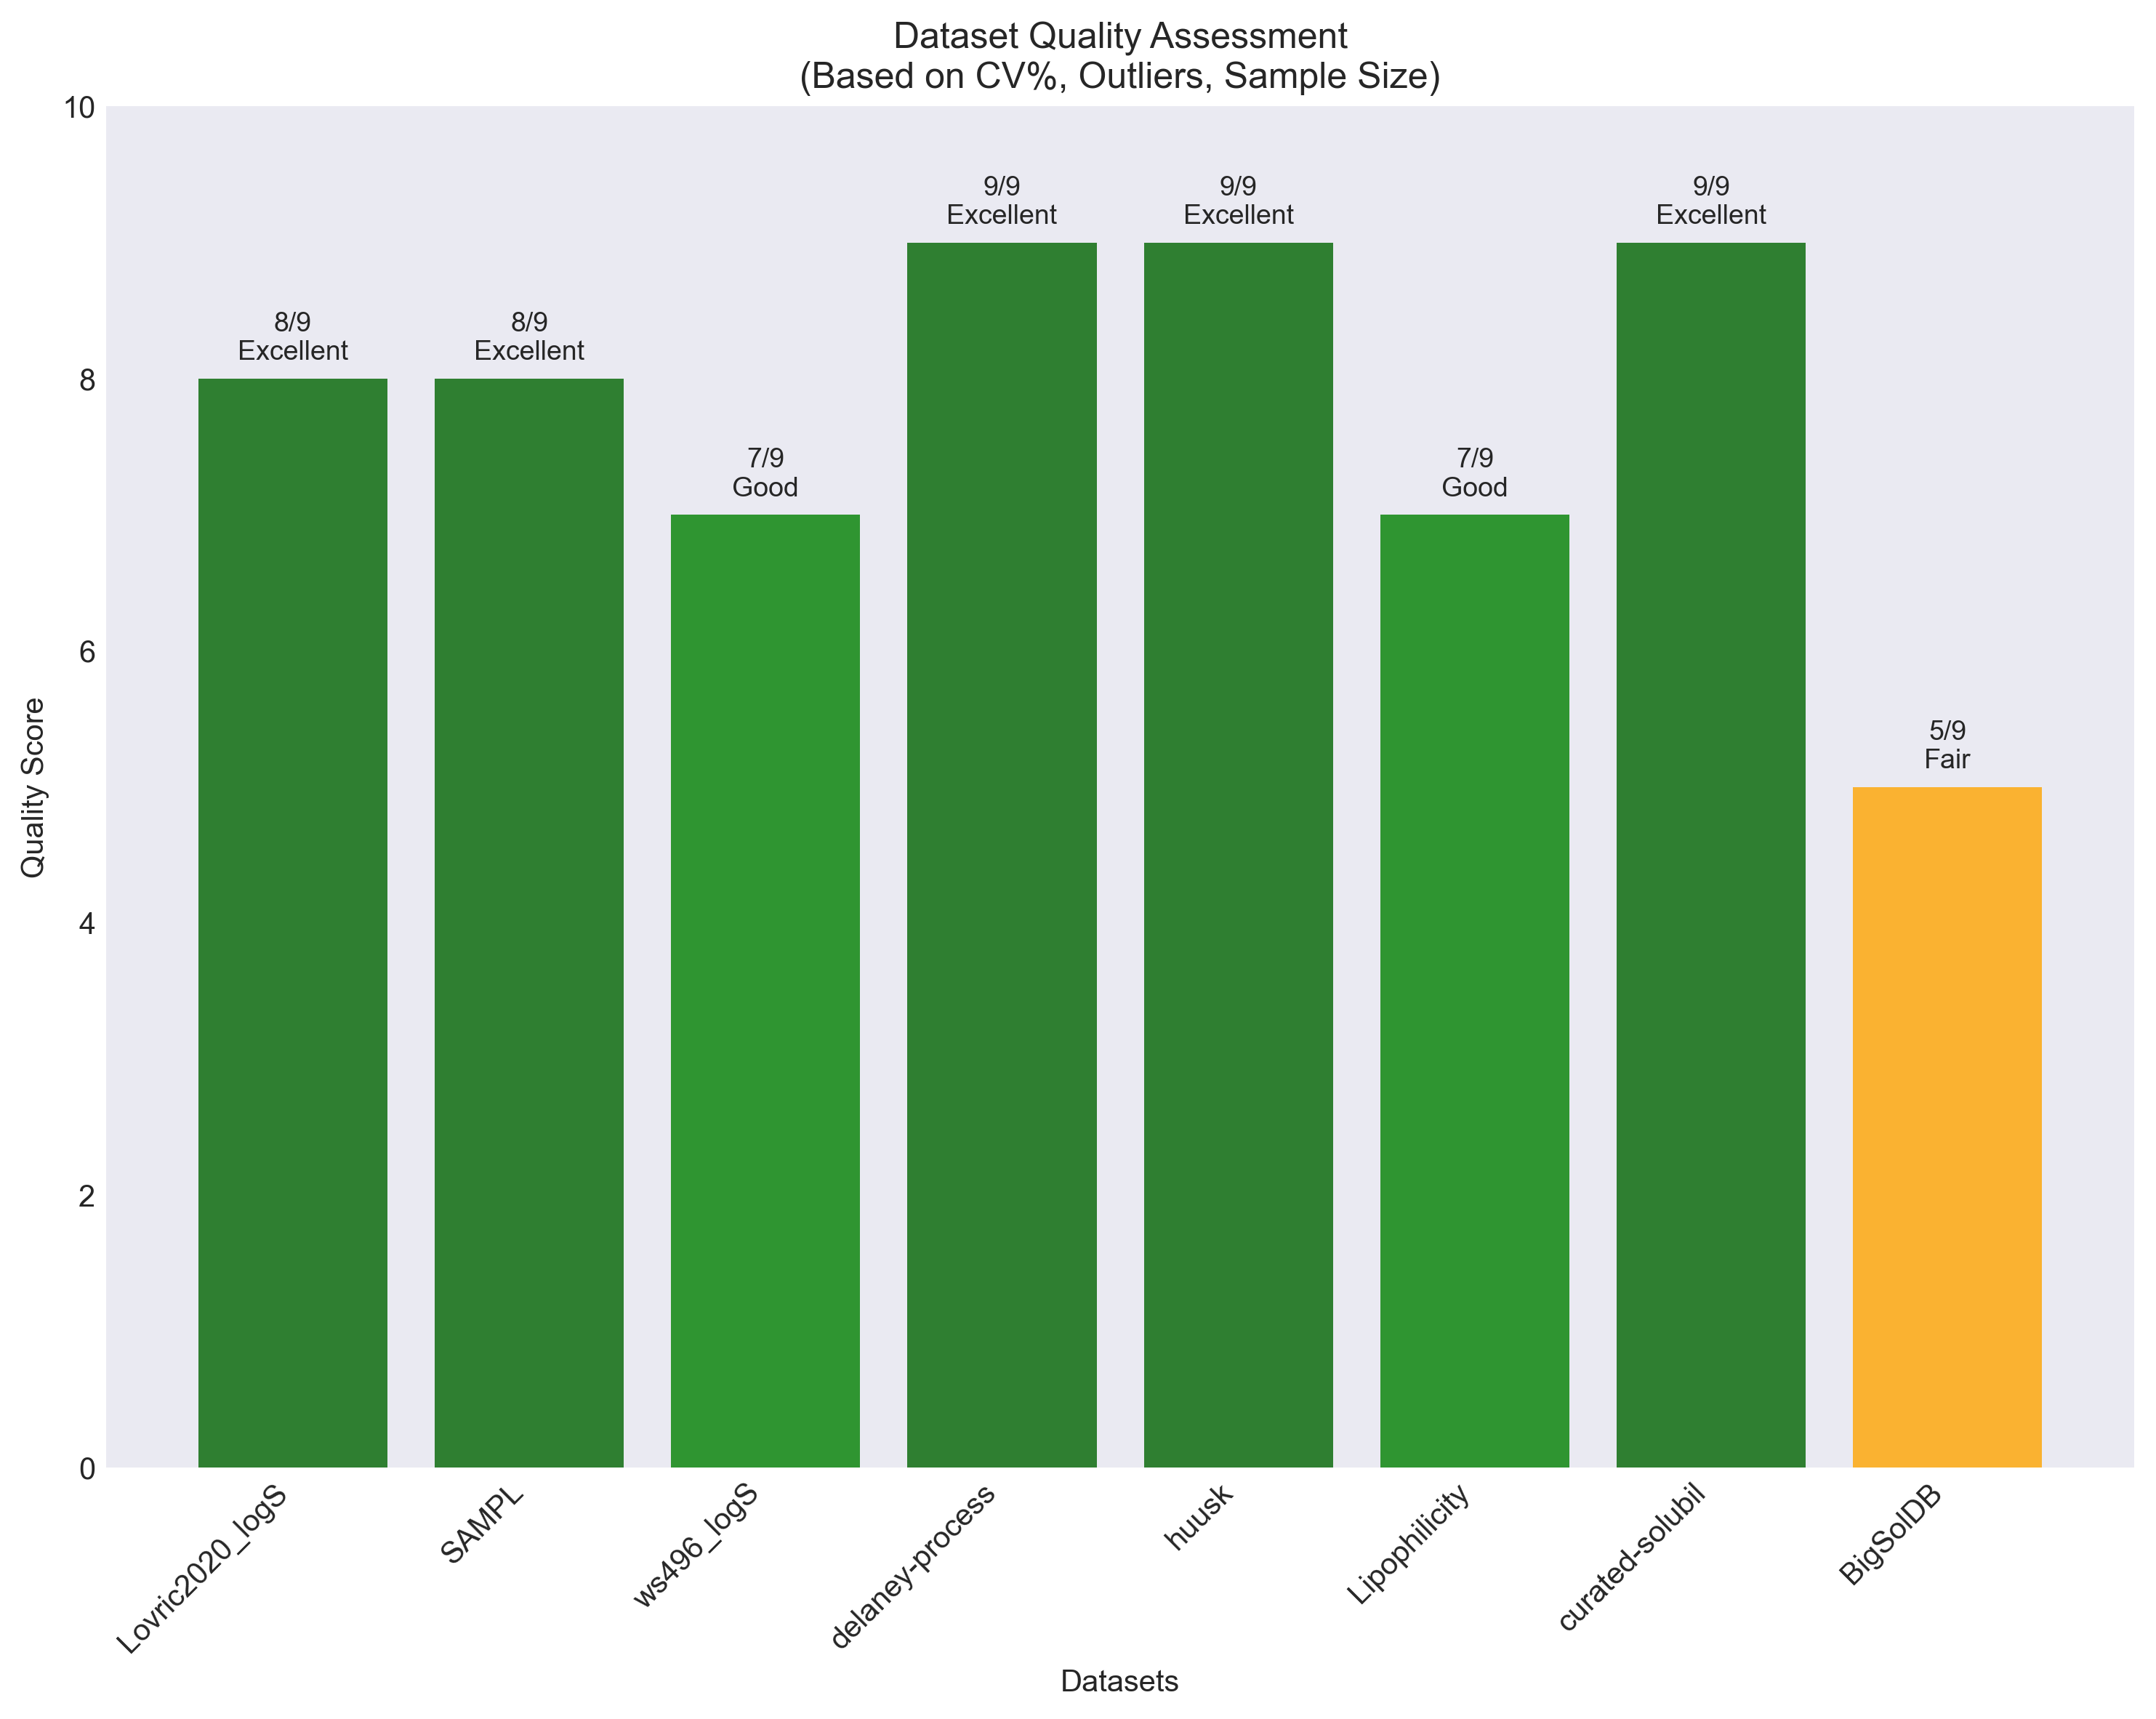 Dataset Quality Assessment
(Based on CV%, Outliers, Sample Size)
10
8
6
4
2
0
Quality Score
8/9
Excellent
8/9
Excellent
7/9
Good
9/9
Excellent
9/9
Excellent
7/9
Good
9/9
Excellent
5/9
Fair
Lovric2020_logS
SAMPL
ws496_logS
delaney-process
huusk
Lipophilicity
curated-solubil
BigSolDB
Datasets